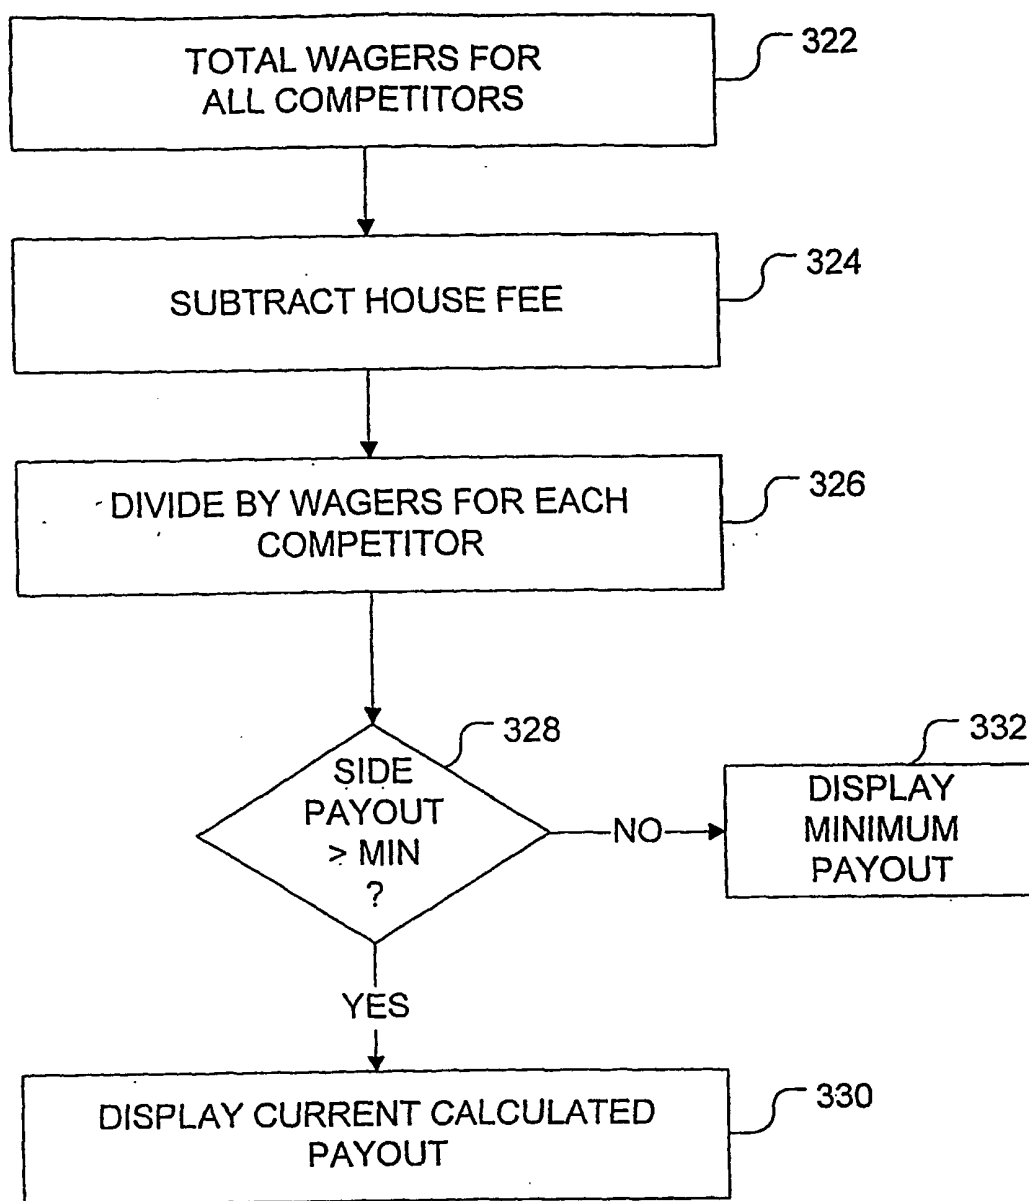 TOTAL WAGERS FOR
ALL COMPETITORS
322
SUBTRACT HOUSE FEE
324
DIVIDE BY WAGERS FOR EACH
COMPETITOR
326
SIDE
PAYOUT
> MIN
?
328
NO
DISPLAY
MINIMUM
PAYOUT
332
YES
DISPLAY CURRENT CALCULATED
PAYOUT
330